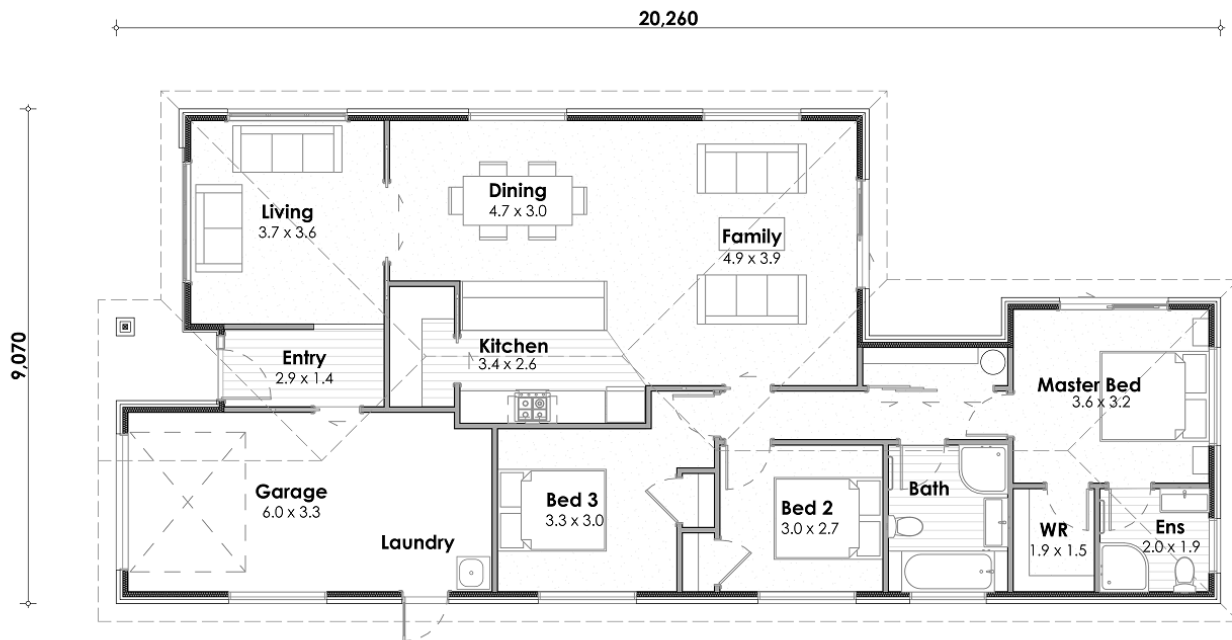 20,260
9,070
Living
3.7 x 3.6
Dining
4.7 x 3.0
Family
4.9 x 3.9
Entry
2.9 x 1.4
Kitchen
3.4 x 2.6
Master Bed
3.6 x 3.2
Garage
6.0 x 3.3
Laundry
Bed 3
3.3 x 3.0
Bed 2
3.0 x 2.7
Bath
WR
1.9 x 1.5
Ens
2.0 x 1.9